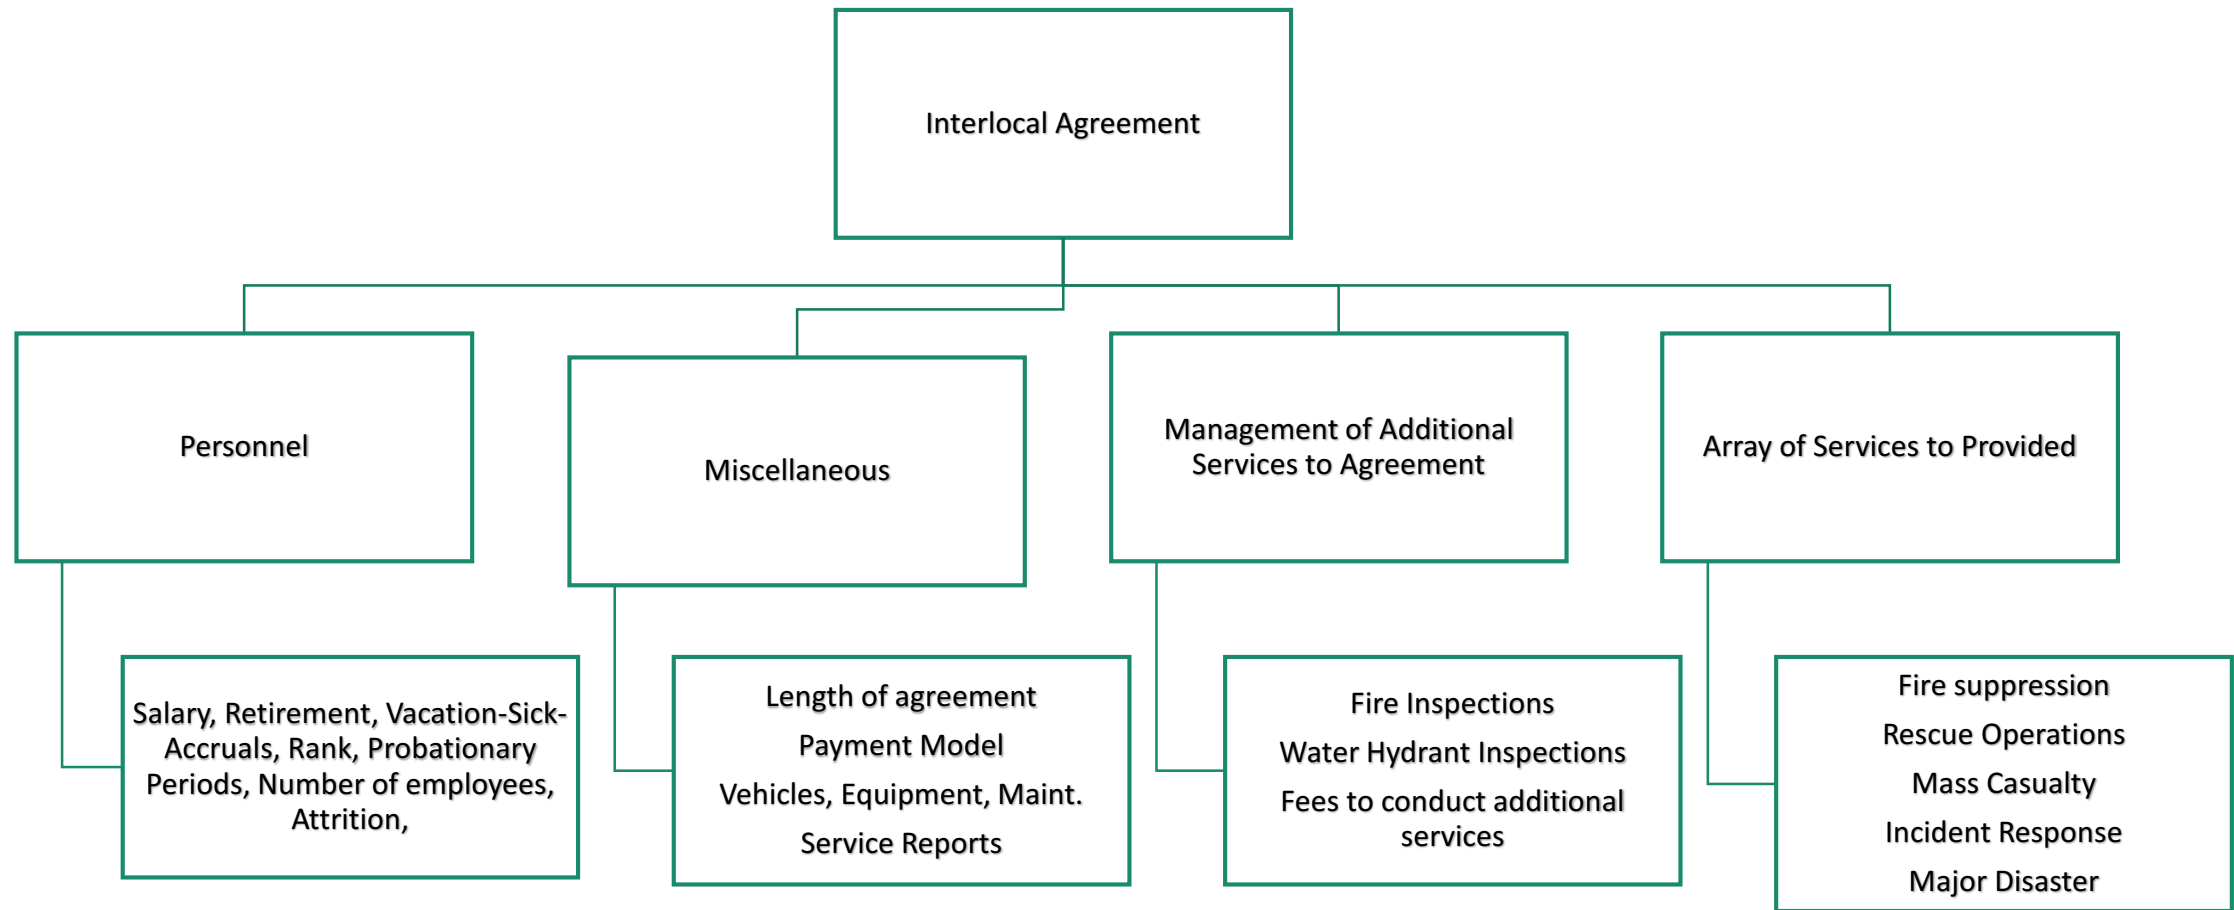 Interlocal Agreement
Personnel
Miscellaneous
Management of Additional
Services to Agreement
Array of Services to Provided
Salary, Retirement, Vacation-Sick-
Accruals, Rank, Probationary
Periods, Number of employees,
Attrition,
Length of agreement
Payment Model
Vehicles, Equipment, Maint.
Service Reports
Fire Inspections
Water Hydrant Inspections
Fees to conduct additional
services
Fire suppression
Rescue Operations
Mass Casualty
Incident Response
Major Disaster